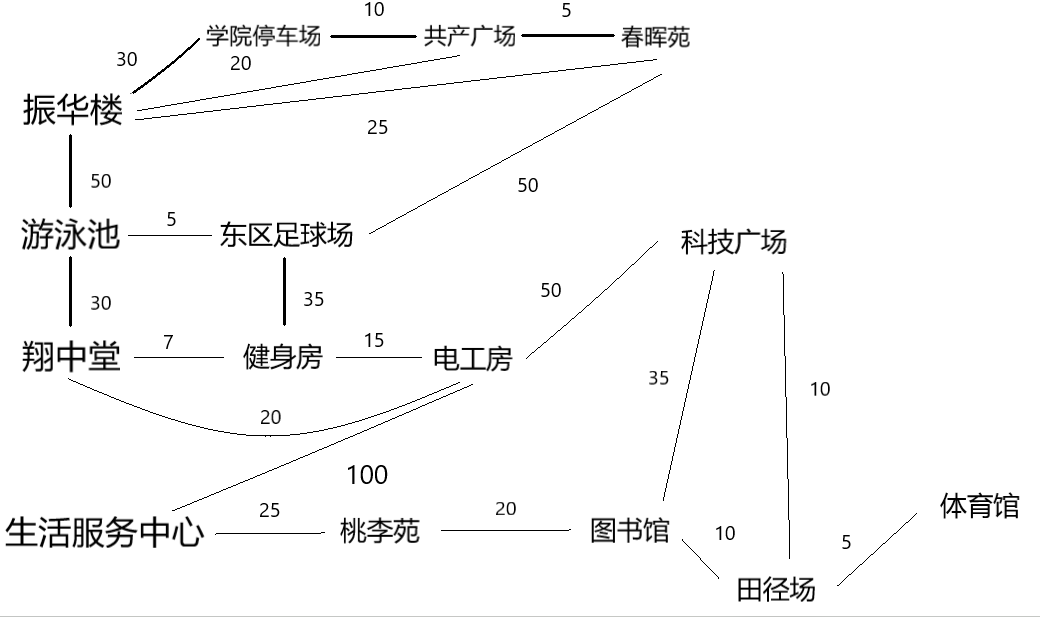 10
5
学院停车场
共产广场
春晖苑
30
20
振华楼
25
50
50
游泳池
5
东区足球场
科技广场
50
30
35
翔中堂
7
健身房
15
电工房
35
10
20
100
生活服务中心
25
桃李苑
20
图书馆
10
5
体育馆
田径场